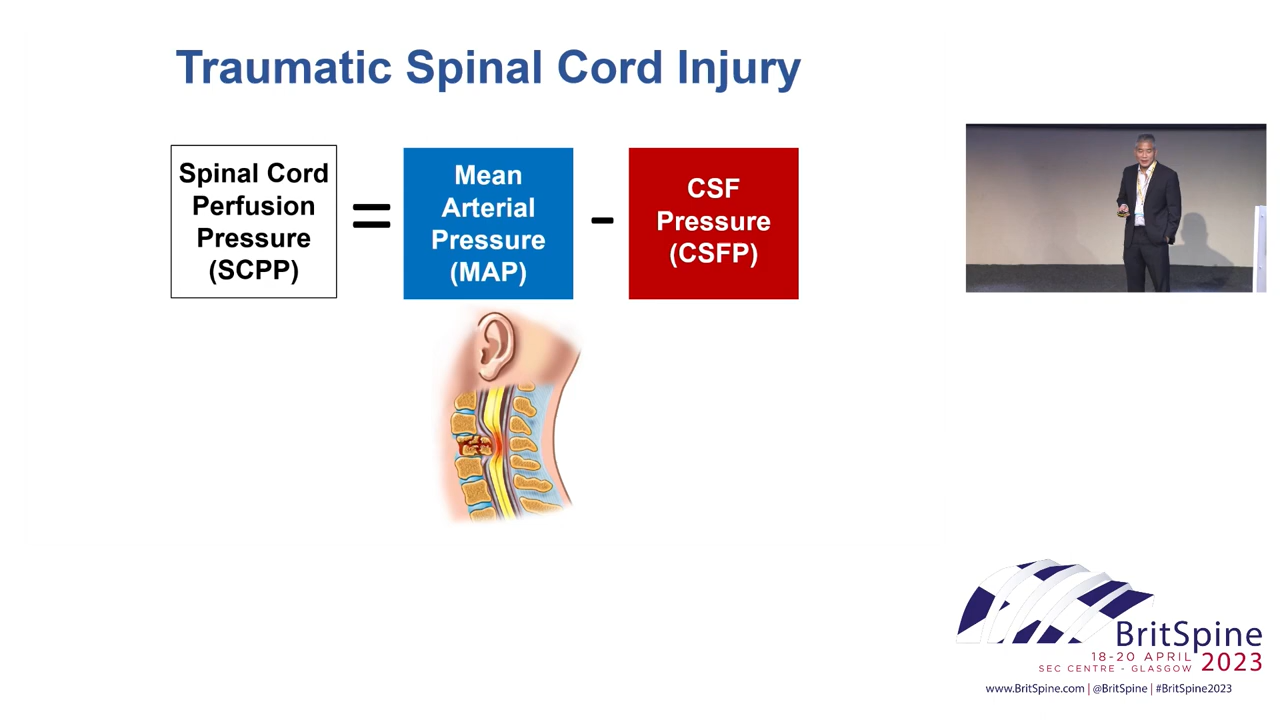 Traumatic Spinal Cord Injury
Spinal Cord
Perfusion
Pressure
(SCPP)
=
Mean
Arterial
Pressure
(MAP)
-
CSF
Pressure
(CSFP)
BritSpine
18-20 APRIL
SEC CENTRE - GLASGOW
2023
www.BritSpine.com | @BritSpine | #BritSpine2023